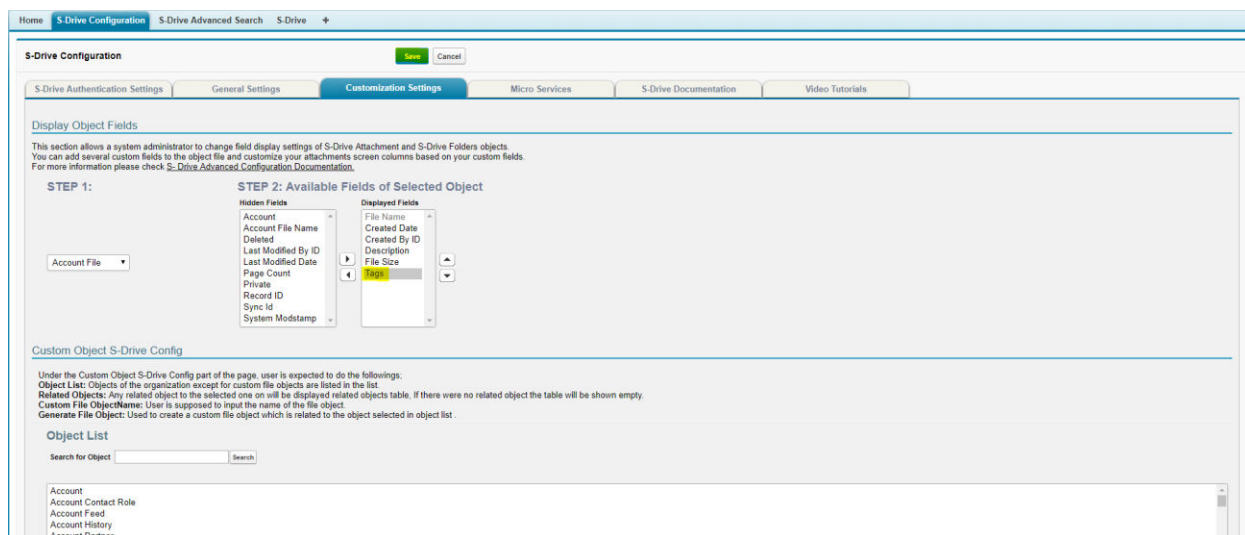 Home S-Drive Configuration S-Drive Advanced Search S-Drive +
S-Drive Configuration Save Cancel
S-Drive Authentication Settings General Settings Customization Settings Micro Services S-Drive Documentation Video Tutorials
Display Object Fields
This section allows a system administrator to change field display settings of S-Drive Attachment and S-Drive Folders objects.
You can add several custom fields to the object file and customize your attachments screen columns based on your custom fields.
For more information please check S- Drive Advanced Configuration Documentation.
STEP 1: STEP 2: Available Fields of Selected Object
Hidden Fields Displayed Fields
Account File Name
Account File Name Created Date
Deleted Created By ID
Last Modified By ID Description
Account File Last Modified Date File Size
Page Count Tags
Private
Record ID
Sync Id
System Modstamp
Custom Object S-Drive Config
Under the Custom Object S-Drive Config part of the page, user is expected to do the followings;
Object List: Objects of the organization except for custom file objects are listed in the list.
Related Objects: Any related object to the selected one on will be displayed related objects table, If there were no related object the table will be shown empty.
Custom File ObjectName: User is supposed to input the name of the file object.
Generate File Object: Used to create a custom file object which is related to the object selected in object list .
Object List
Search for Object Search
Account
Account Contact Role
Account Feed
Account History
Account Partner